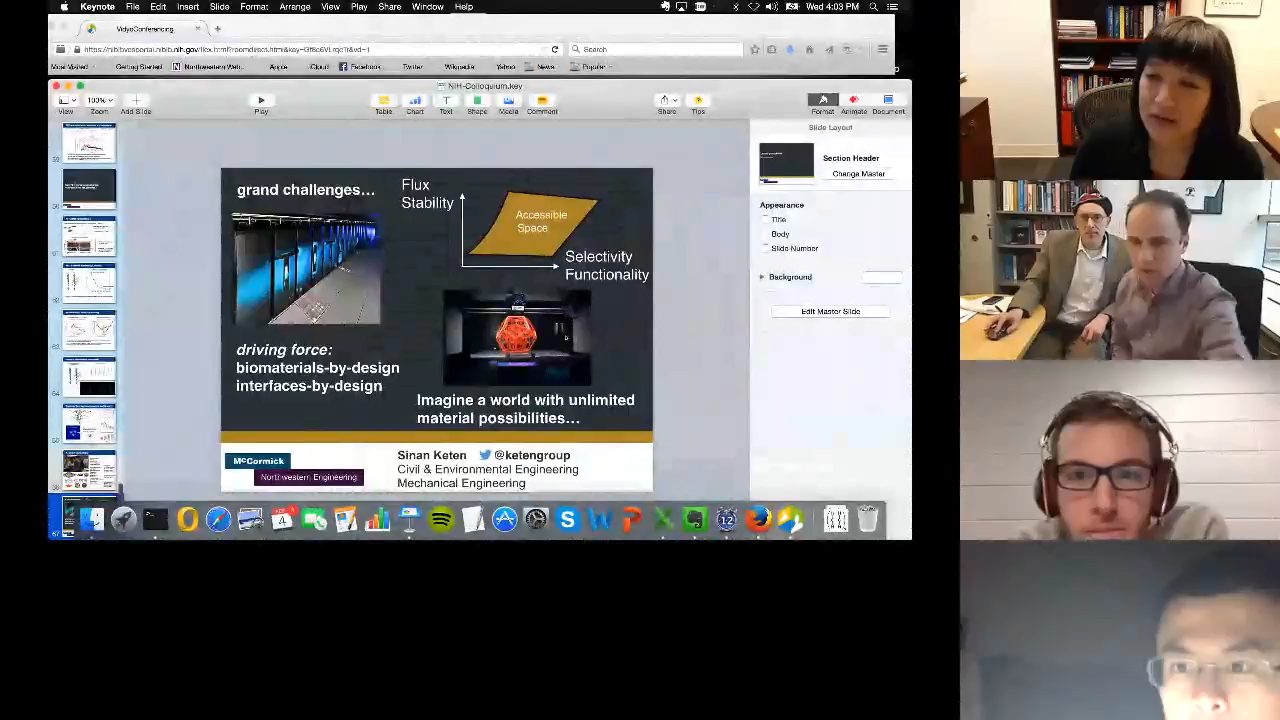 Keynote File Edit Insert Slide Format Arrange View Play Share Window Help
Wed 4:03 PM
VidyoConferencing
Search
Most Visited Getting Started Northwestern Web... Apple iCloud Facebook Twitter Wikipedia Yahoo News Popular
NIH-Colloquium.key
100%
View Zoom Add Slide Play Table Chart Text Shape Media Comment Share Tips Format Animate Document
Slide Layout
Section Header
Change Master
Appearance
Title
Body
Slide Number
Background
Edit Master Slide
grand challenges...
Flux
Stability
Accessible
Space
Selectivity
Functionality
driving force:
biomaterials-by-design
interfaces-by-design
Imagine a world with unlimited
material possibilities...
McCormick
Northwestern Engineering
Sinan Keten @ketengroup
Civil & Environmental Engineering
Mechanical Engineering
67